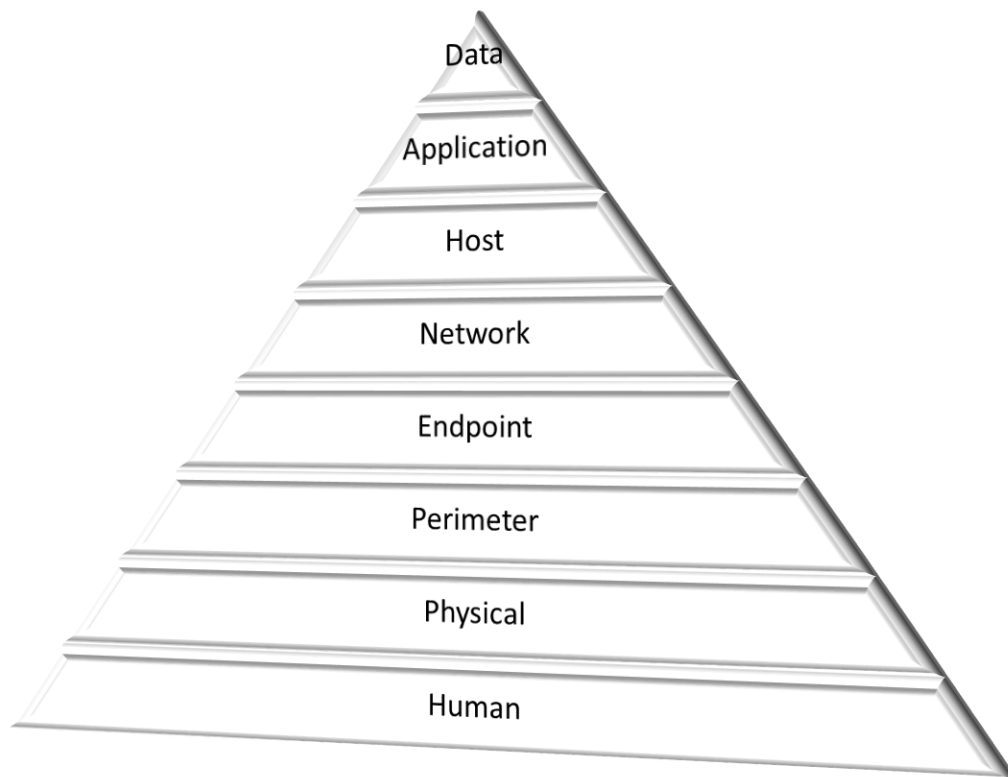 Data
Application
Host
Network
Endpoint
Perimeter
Physical
Human